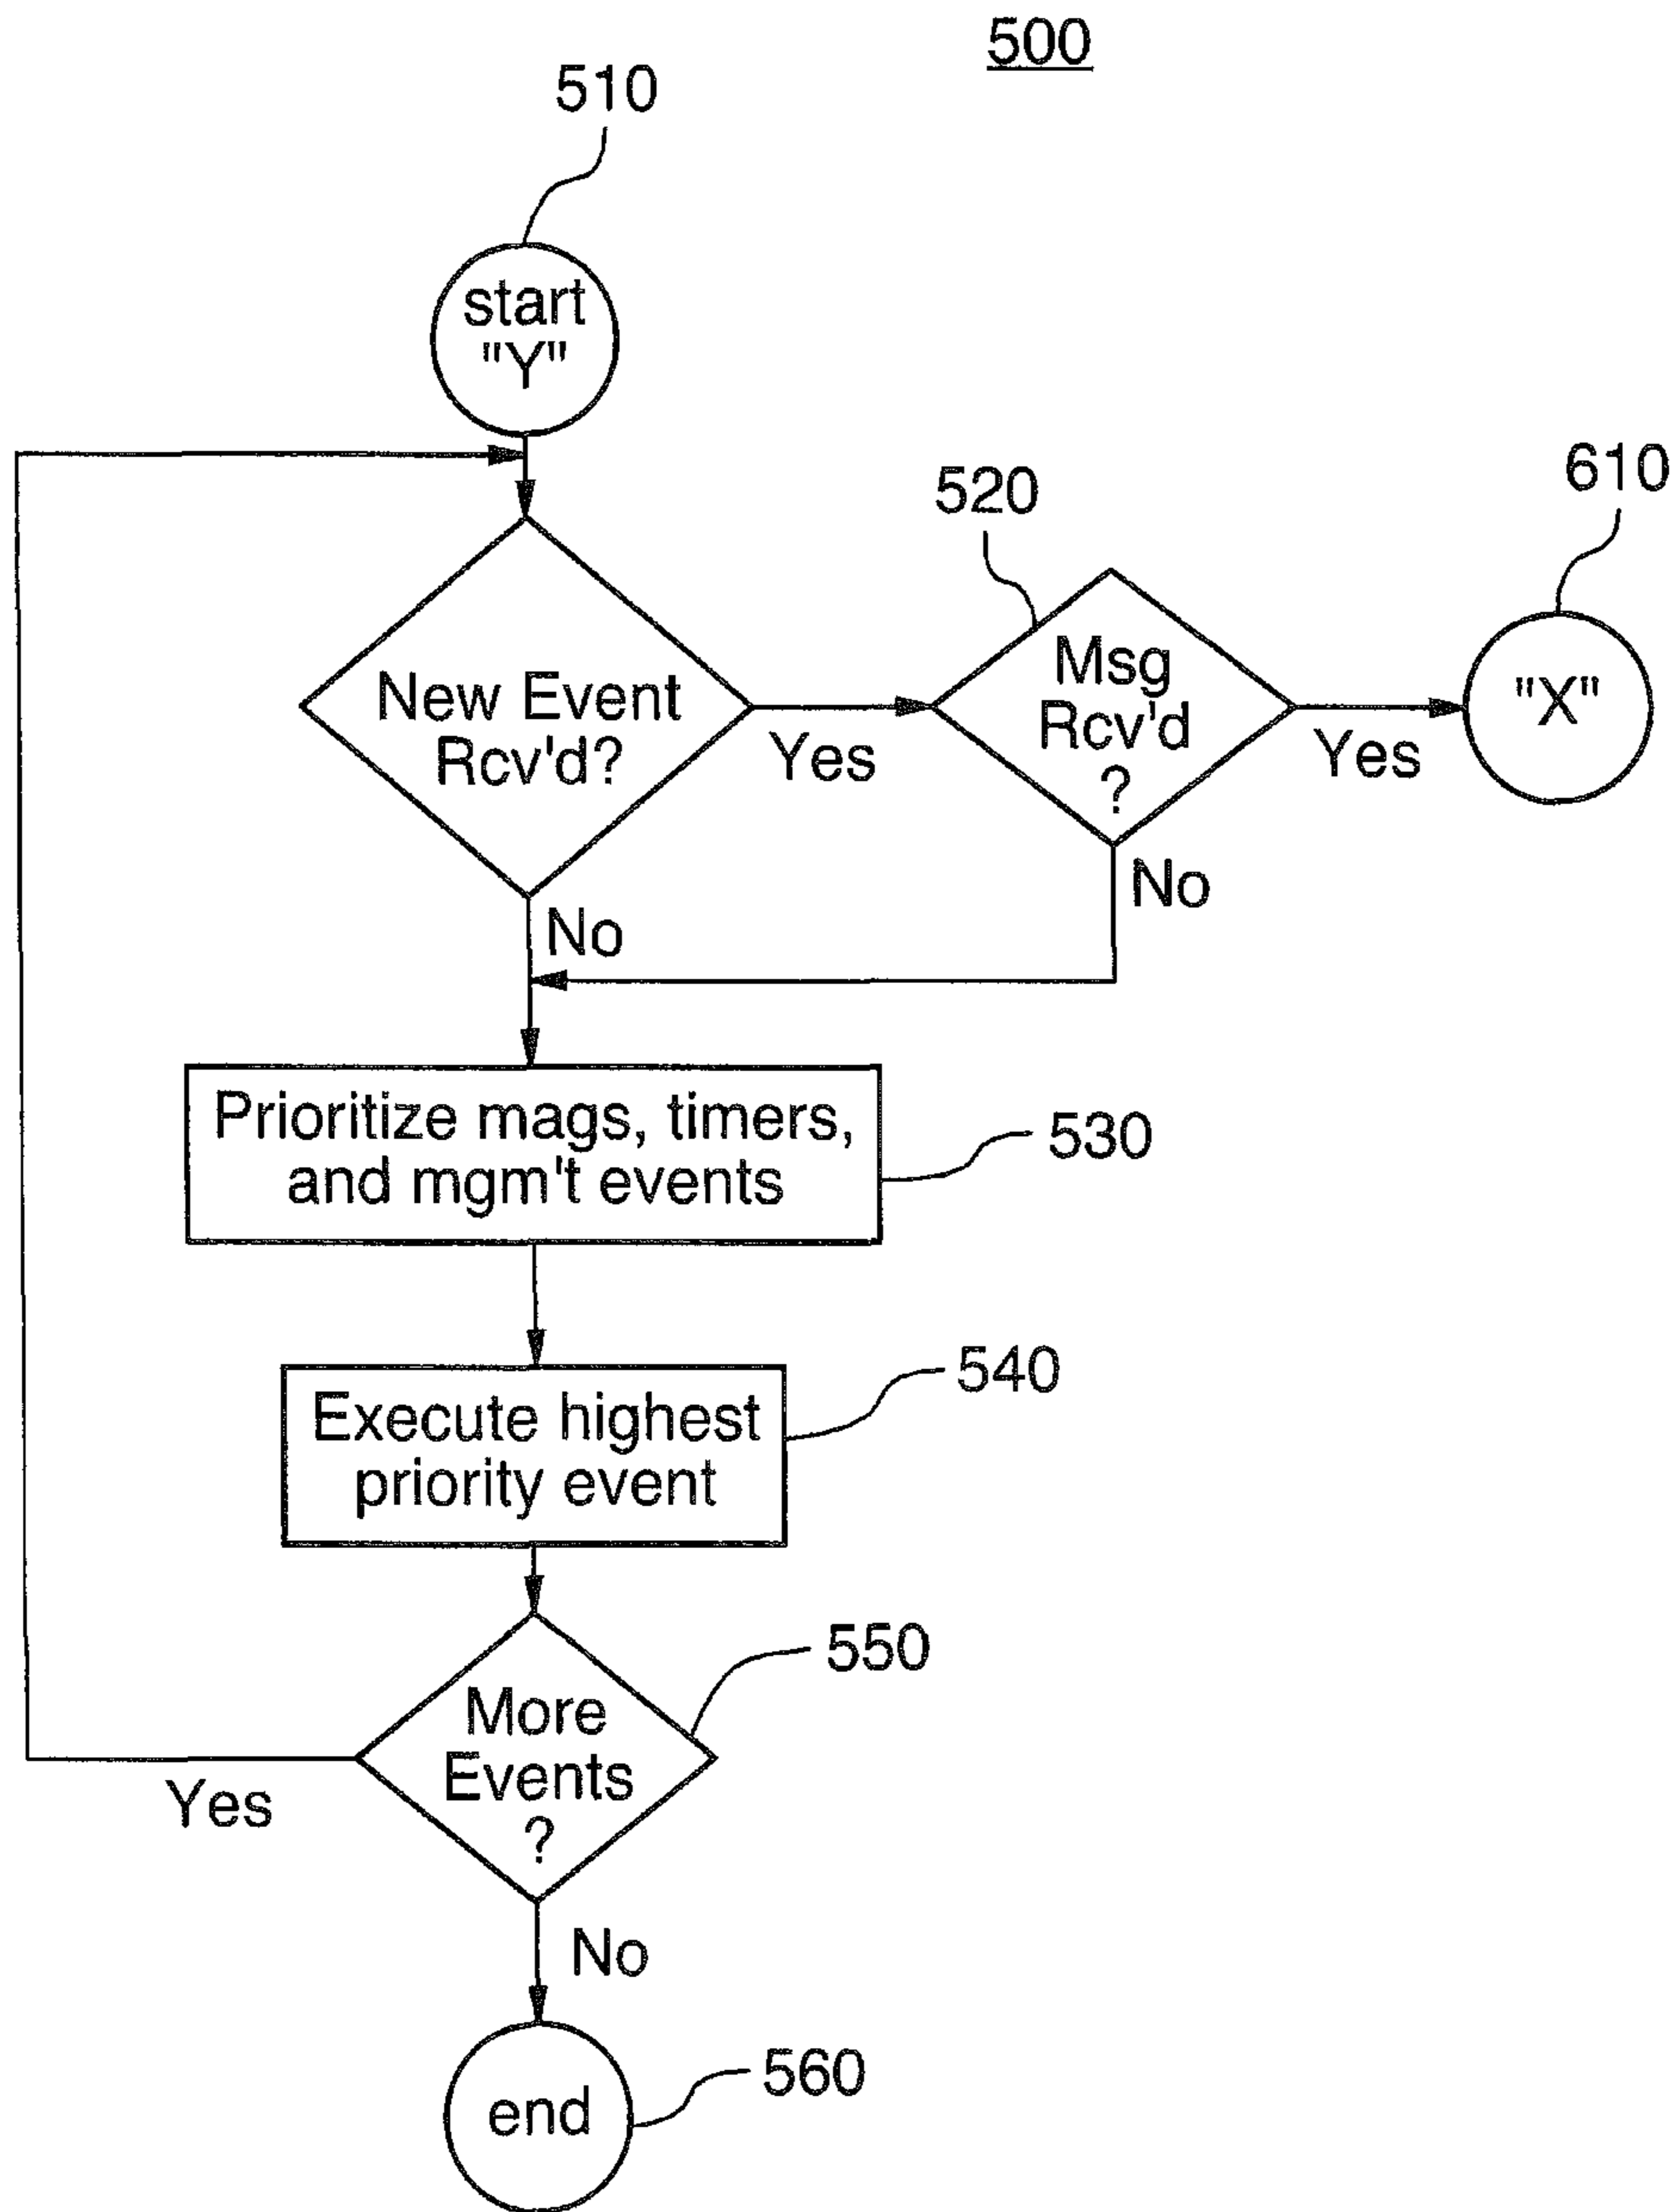 500
510
start
"Y"
520
610
New Event
Rcv'd?
Yes
Msg
Rcv'd
?
Yes
"X"
No
No
Prioritize mags, timers,
and mgm't events
530
Execute highest
priority event
540
550
More
Events
?
Yes
No
end
560